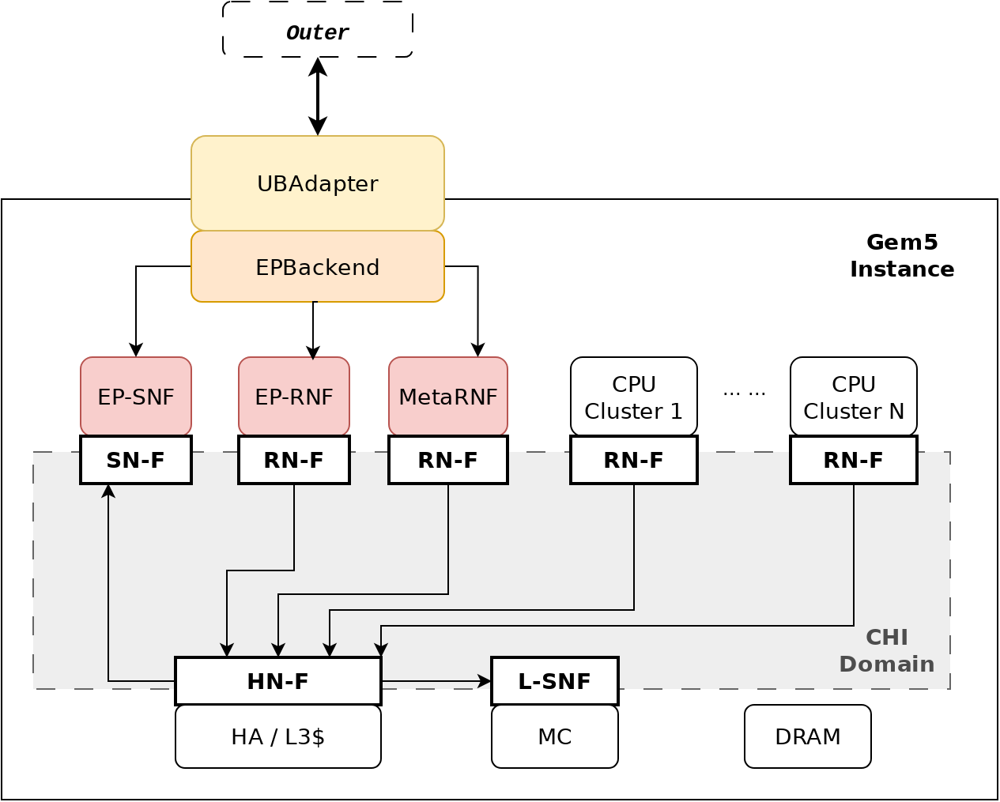 Outer
UBAdapter
EPBackend
Gem5
Instance
EP-SNF
EP-RNF
MetaRNF
CPU
Cluster 1
... ...
CPU
Cluster N
SN-F
RN-F
RN-F
RN-F
RN-F
CHI
Domain
HN-F
L-SNF
HA / L3$
MC
DRAM